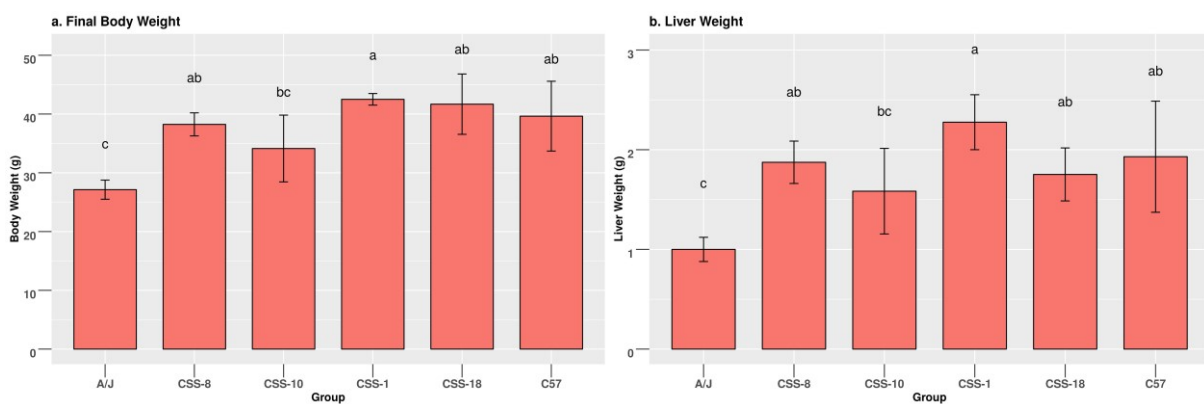 a. Final Body Weight
Body Weight (g)
50
40
30
20
10
0
c
ab
bc
a
ab
ab
A/J
CSS-8
CSS-10
CSS-1
CSS-18
C57
Group
b. Liver Weight
Liver Weight (g)
3
2
1
0
c
ab
bc
a
ab
ab
A/J
CSS-8
CSS-10
CSS-1
CSS-18
C57
Group